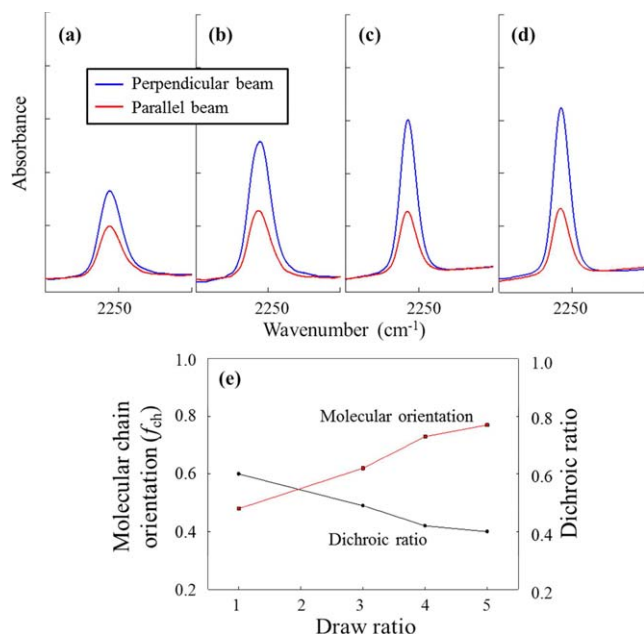 (a) (b) (c) (d)
Perpendicular beam
Parallel beam
Absorbance
2250 2250 2250 2250
Wavenumber (cm-1)
(e)
1.0 1.0
0.8 0.8
0.6 0.6
0.4 0.4
0.2 0.2
Molecular chain
orientation (fch)
Molecular orientation
Dichroic ratio
Dichroic ratio
1 2 3 4 5
Draw ratio